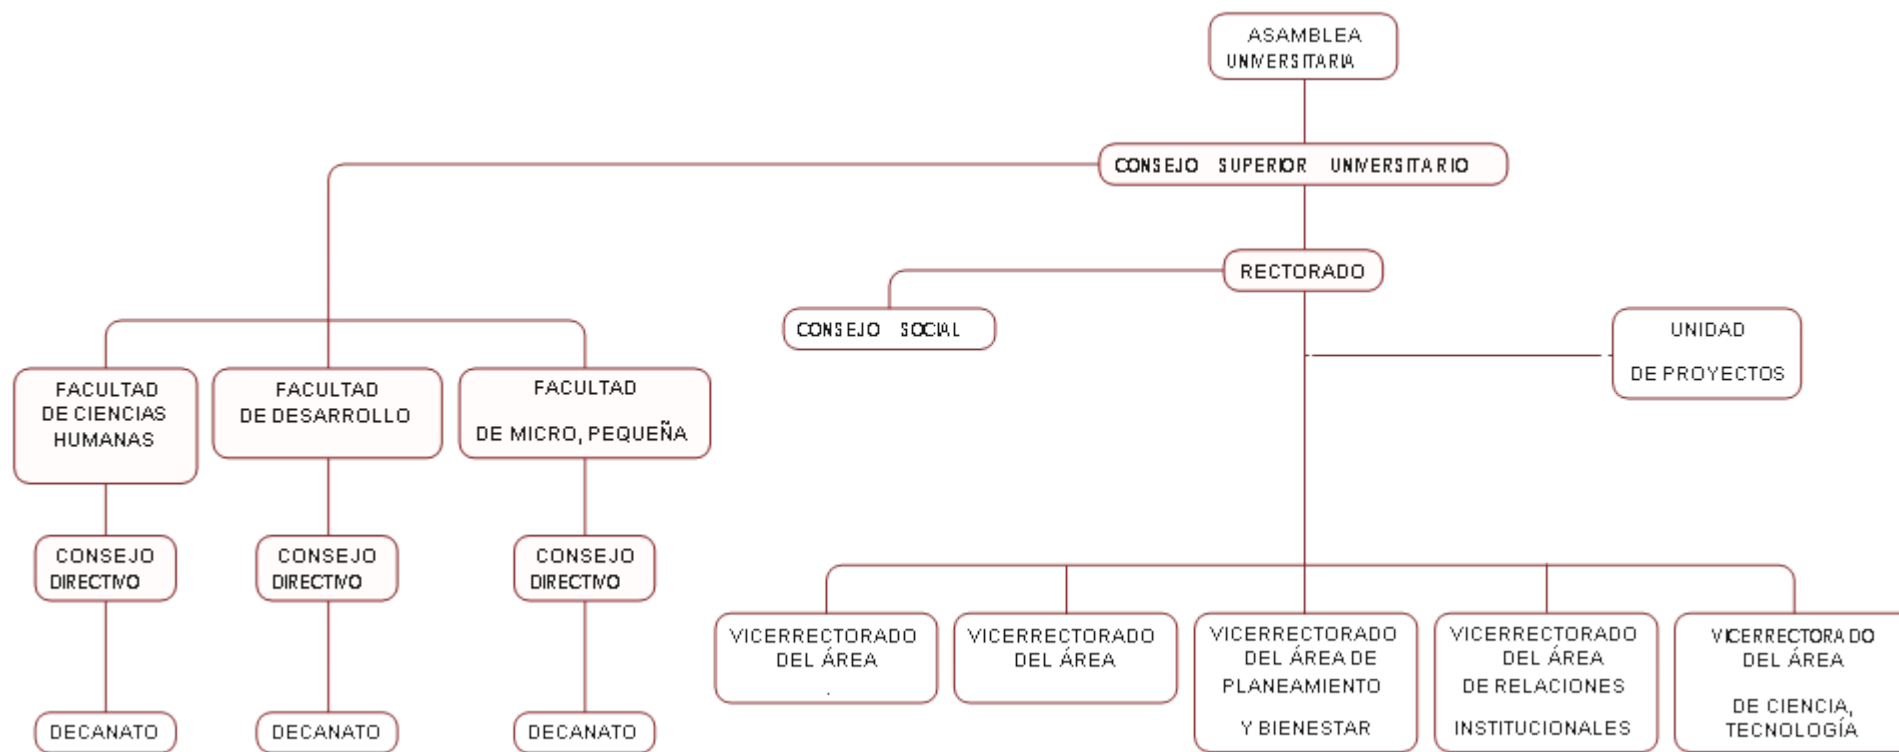 ASAMBLEA
UNIVERSITARIA
CONSEJO SUPERIOR UNIVERSITARIO
RECTORADO
CONSEJO SOCIAL
UNIDAD
DE PROYECTOS
FACULTAD
DE CIENCIAS
HUMANAS
FACULTAD
DE DESARROLLO
FACULTAD
DE MICRO, PEQUEÑA
CONSEJO
DIRECTIVO
CONSEJO
DIRECTIVO
CONSEJO
DIRECTIVO
DECANATO
DECANATO
DECANATO
VICERRECTORADO
DEL ÁREA
.
VICERRECTORADO
DEL ÁREA
VICERRECTORADO
DEL ÁREA DE
PLANEAMIENTO
Y BIENESTAR
VICERRECTORADO
DEL ÁREA
DE RELACIONES
INSTITUCIONALES
VICERRECTORADO
DEL ÁREA
DE CIENCIA,
TECNOLOGÍA